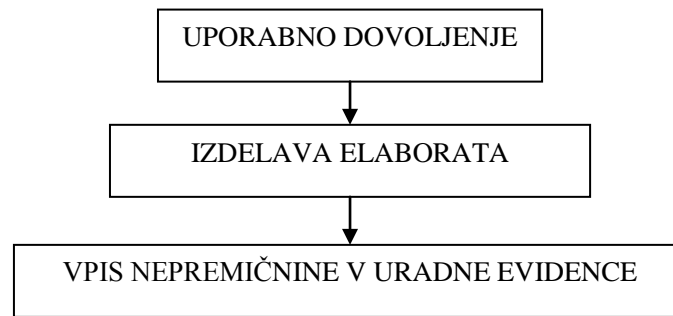 UPORABNO DOVOLJENJE
IZDELAVA ELABORATA
VPIS NEPREMIČNINE V URADNE EVIDENCE